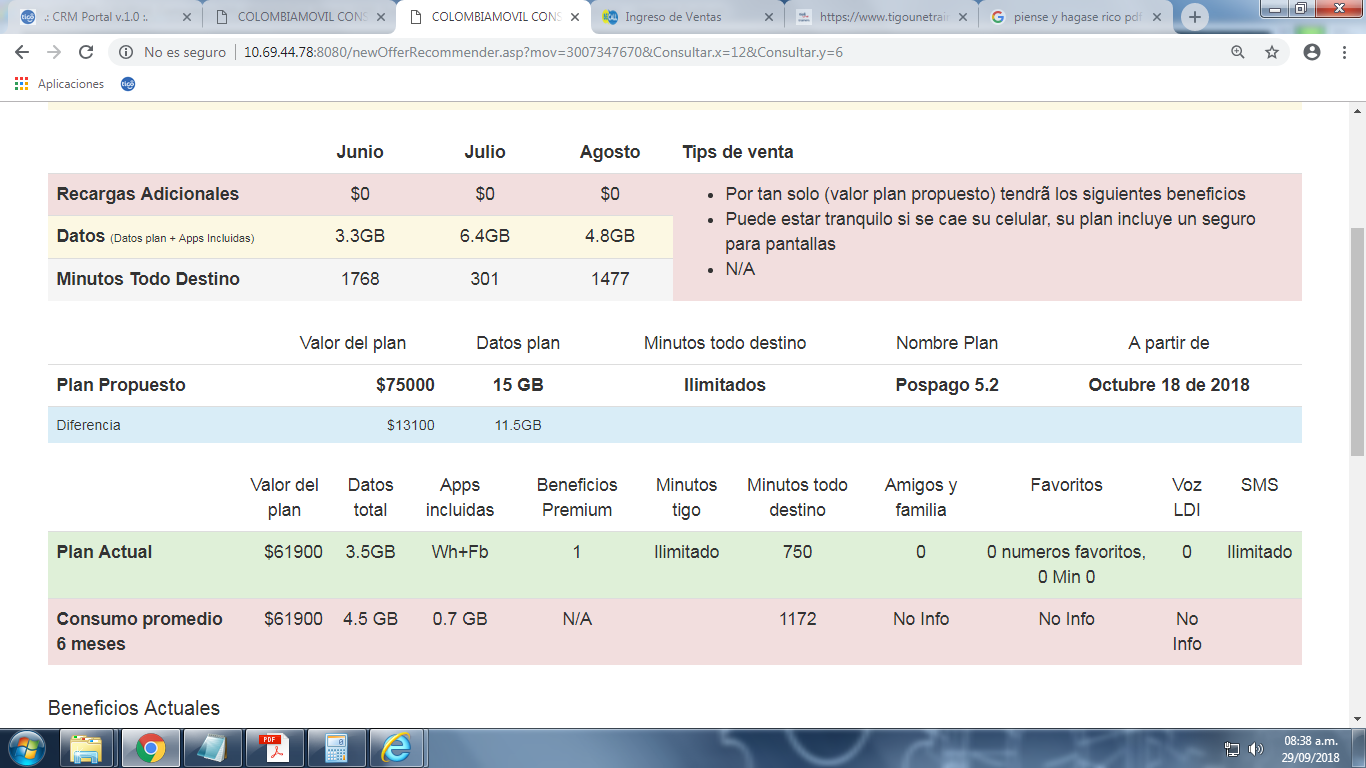 .: CRM Portal v.1.0 :.
COLOMBIAMOVIL CONS
COLOMBIAMOVIL CONS
Ingreso de Ventas
https://www.tigounetrain
piense y hagase rico pdf
No es seguro 10.69.44.78:8080/newOfferRecommender.asp?mov=3007347670&Consultar.x=12&Consultar.y=6
Aplicaciones
Junio Julio Agosto Tips de venta
Recargas Adicionales $0 $0 $0
Datos (Datos plan + Apps Incluidas) 3.3GB 6.4GB 4.8GB
Minutos Todo Destino 1768 301 1477
Por tan solo (valor plan propuesto) tendrã los siguientes beneficios
Puede estar tranquilo si se cae su celular, su plan incluye un seguro
para pantallas
N/A
Valor del plan Datos plan Minutos todo destino Nombre Plan A partir de
Plan Propuesto $75000 15 GB Ilimitados Pospago 5.2 Octubre 18 de 2018
Diferencia $13100 11.5GB
Valor del Datos Apps Beneficios Minutos Minutos todo Amigos y Favoritos Voz SMS
plan total incluidas Premium tigo destino familia LDI
Plan Actual $61900 3.5GB Wh+Fb 1 Ilimitado 750 0 0 numeros favoritos, 0 Ilimitado
0 Min 0
Consumo promedio $61900 4.5 GB 0.7 GB N/A 1172 No Info No Info No
6 meses Info
Beneficios Actuales
PDF
08:38 a.m.
29/09/2018